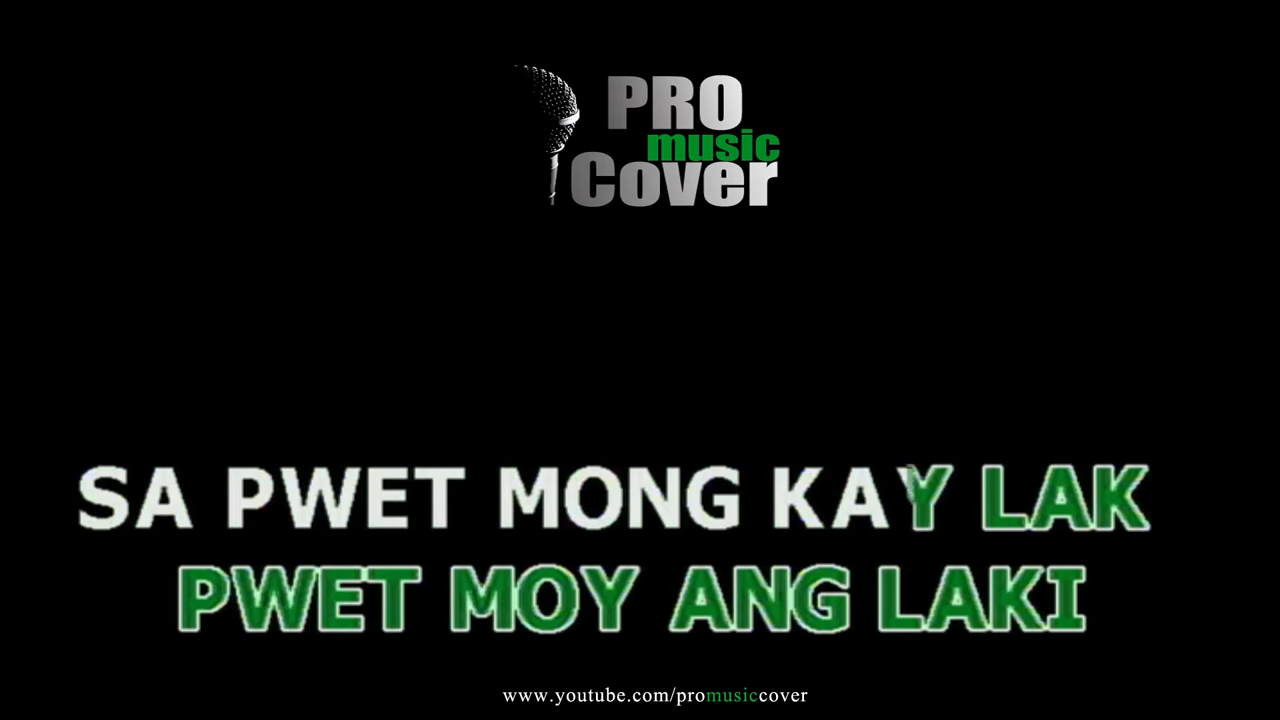 PRO
music
Cover
SA PWET MONG KAY LAK
PWET MOY ANG LAKI
www.youtube.com/promusiccover